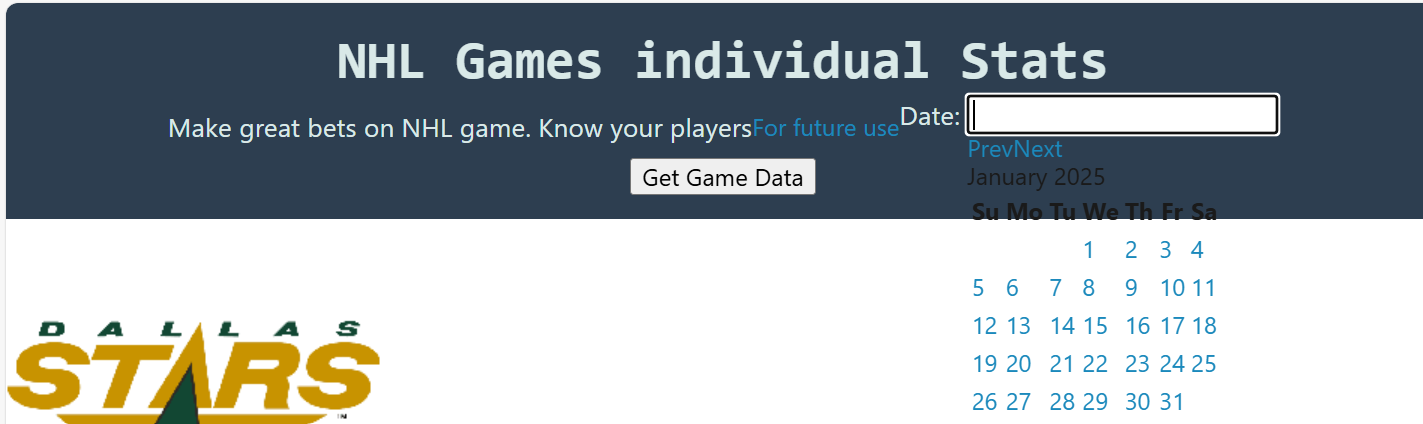 NHL Games individual Stats
Make great bets on NHL game. Know your playersFor future useDate:
PrevNext
January 2025
Get Game Data
Su Mo Tu We Th Fr Sa
1 2 3 4
5 6 7 8 9 10 11
12 13 14 15 16 17 18
19 20 21 22 23 24 25
26 27 28 29 30 31
DALLAS
STARS